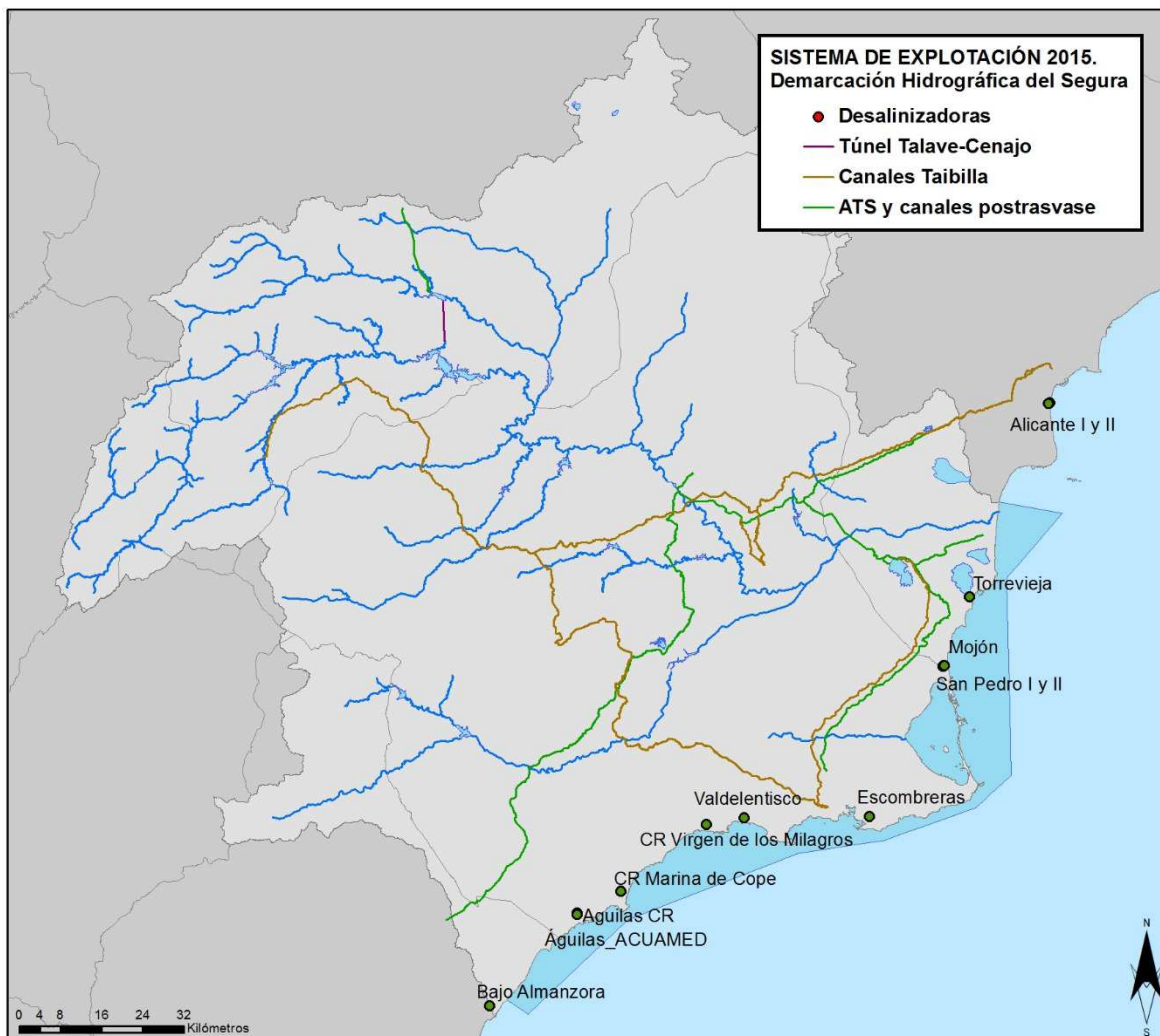 SISTEMA DE EXPLOTACIÓN 2015.
Demarcación Hidrográfica del Segura
Desalinizadoras
Túnel Talave-Cenajo
Canales Taibilla
ATS y canales postrasvase
Alicante I y II
Torrevieja
Mojón
San Pedro I y II
Valdelentisco
Escombreras
CR Virgen de los Milagros
CR Marina de Cope
Aguilas CR
Águilas_ACUAMED
Bajo Almanzora
N
0 4 8 16 24 32
Kilómetros
S